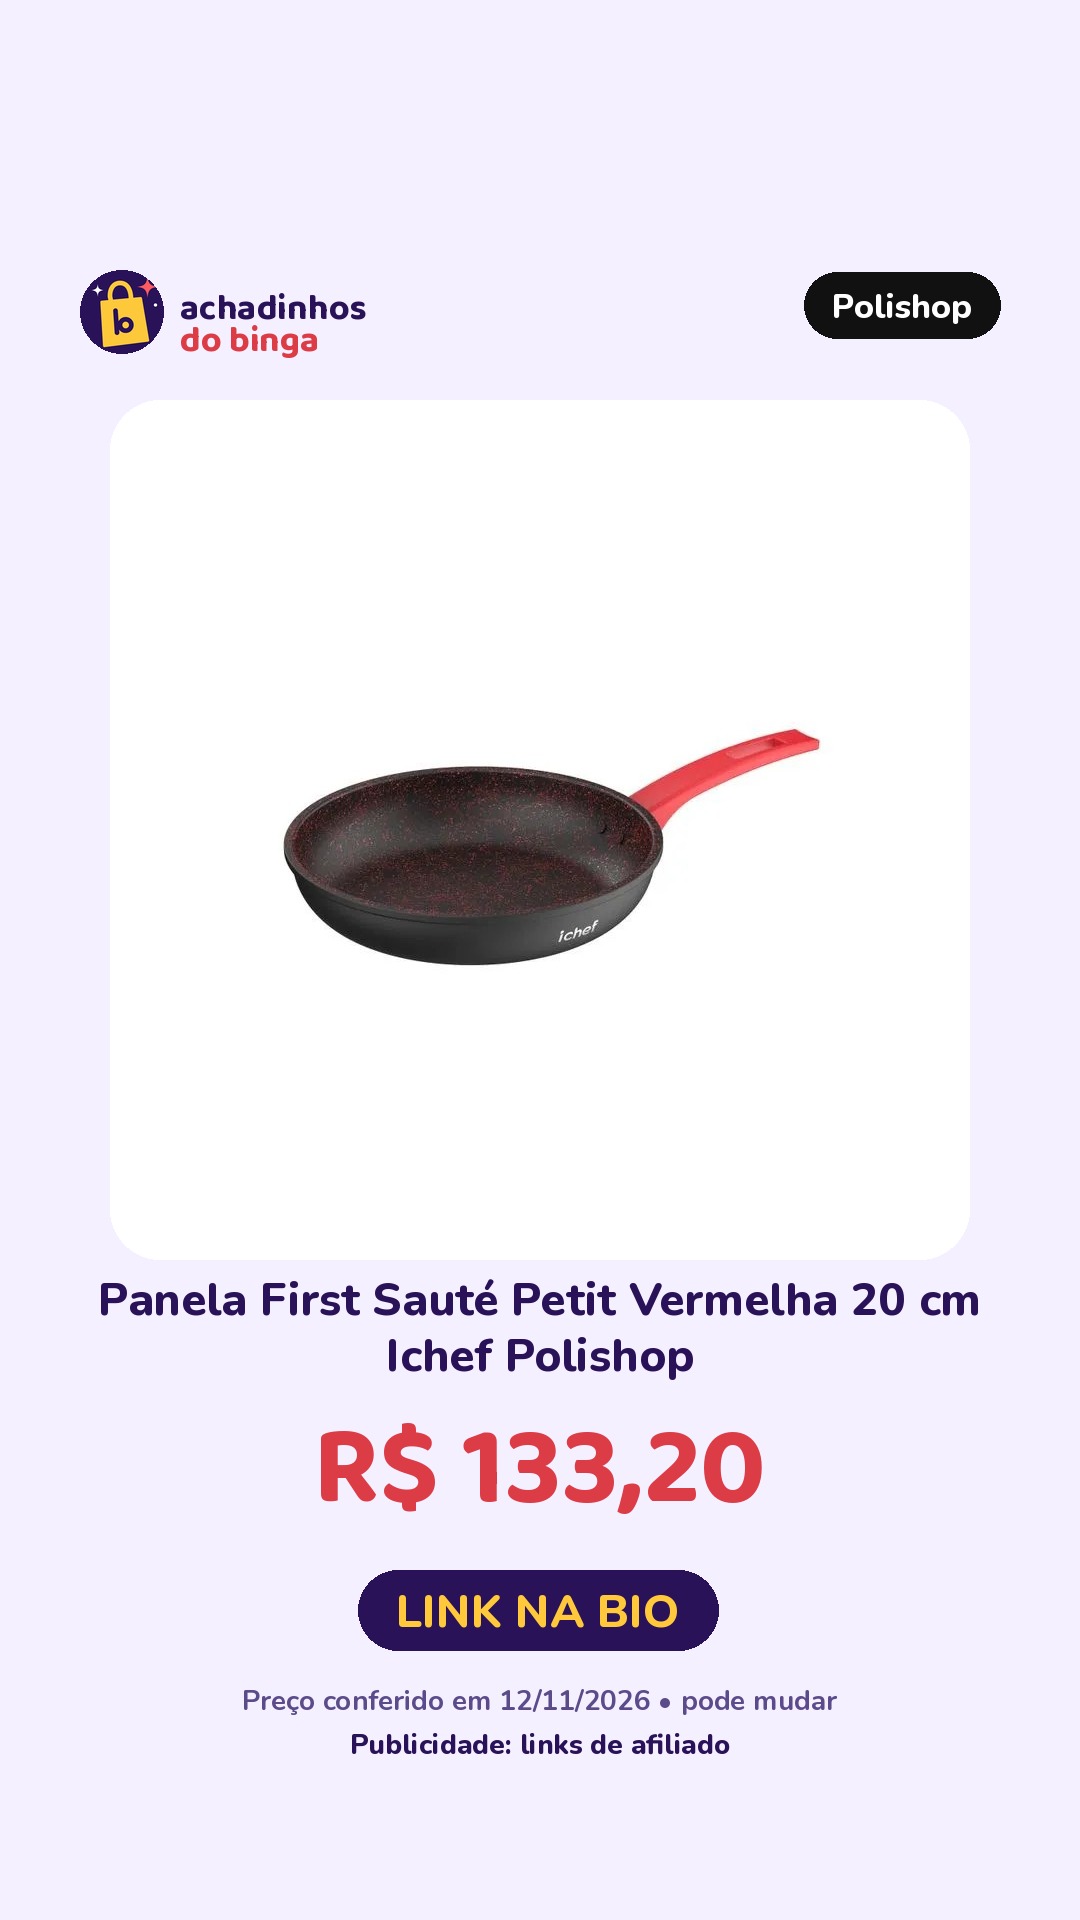 b
achadinhos
do binga
Polishop
ichef
Panela First Sauté Petit Vermelha 20 cm
Ichef Polishop
R$ 133,20
LINK NA BIO
Preço conferido em 12/11/2026 • pode mudar
Publicidade: links de afiliado